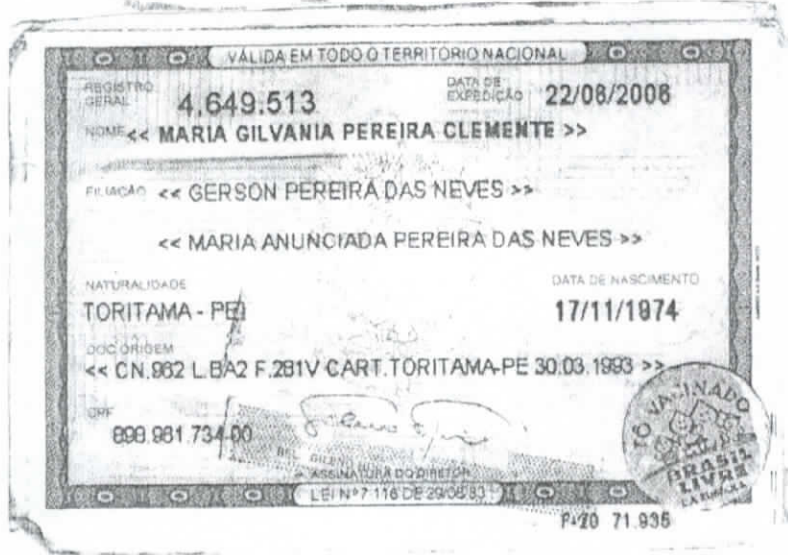 VÁLIDA EM TODO O TERRITÓRIO NACIONAL
REGISTRO GERAL 4.649.513 DATA DE EXPEDIÇÃO 22/08/2008
NOME << MARIA GILVANIA PEREIRA CLEMENTE >>
FILIAÇÃO << GERSON PEREIRA DAS NEVES >>
<< MARIA ANUNCIADA PEREIRA DAS NEVES >>
NATURALIDADE DATA DE NASCIMENTO
TORITAMA - PE 17/11/1974
DOC ORIGEM
<< CN.962 L.BA2 F.281V CART.TORITAMA-PE 30.03.1993 >>
CPF
898.981.734-00
ASSINATURA DO DIRETOR
LEI Nº 7.116 DE 29/08/83
TÔ VACINADO
BRASIL
LIVRE
71.935